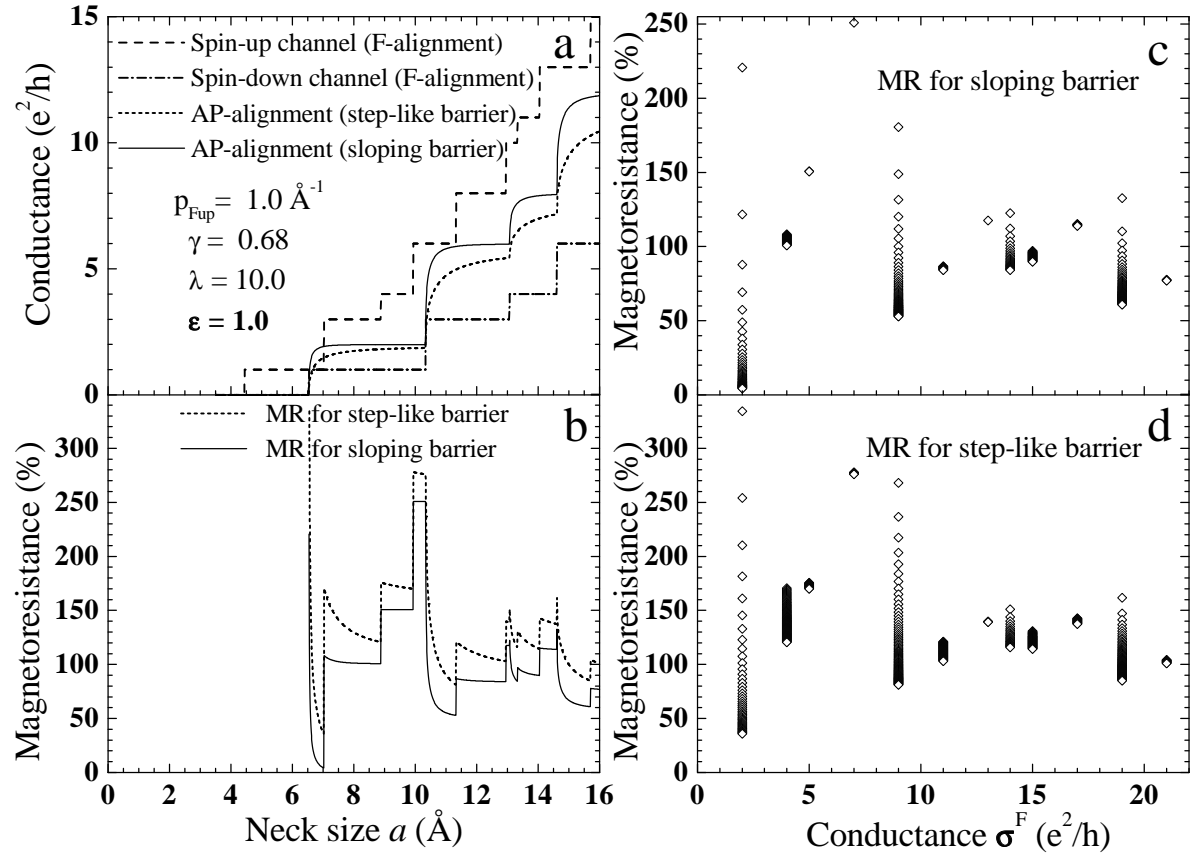 a
Spin-up channel (F-alignment)
Spin-down channel (F-alignment)
AP-alignment (step-like barrier)
AP-alignment (sloping barrier)
p_Fup = 1.0 Å⁻¹
γ = 0.68
λ = 10.0
ε = 1.0
Conductance (e²/h)
15
10
5
0
b
MR for step-like barrier
MR for sloping barrier
Magnetoresistance (%)
300
250
200
150
100
50
0
0 2 4 6 8 10 12 14 16
Neck size a (Å)
c
MR for sloping barrier
Magnetoresistance (%)
250
200
150
100
50
0
d
MR for step-like barrier
Magnetoresistance (%)
300
250
200
150
100
50
0
0 5 10 15 20
Conductance σ^F (e²/h)